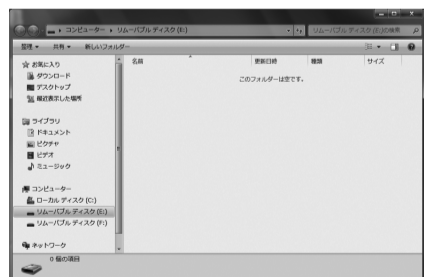 コンピューター ▸ リムーバブル ディスク (E:)
リムーバブル ディスク (E:)の検索
整理 ▼ 共有 ▼ 新しいフォルダー
名前 更新日時 種類 サイズ
このフォルダーは空です。
お気に入り
ダウンロード
デスクトップ
最近表示した場所
ライブラリ
ドキュメント
ピクチャ
ビデオ
ミュージック
コンピューター
ローカル ディスク (C:)
リムーバブル ディスク (E:)
リムーバブル ディスク (F:)
ネットワーク
0 個の項目